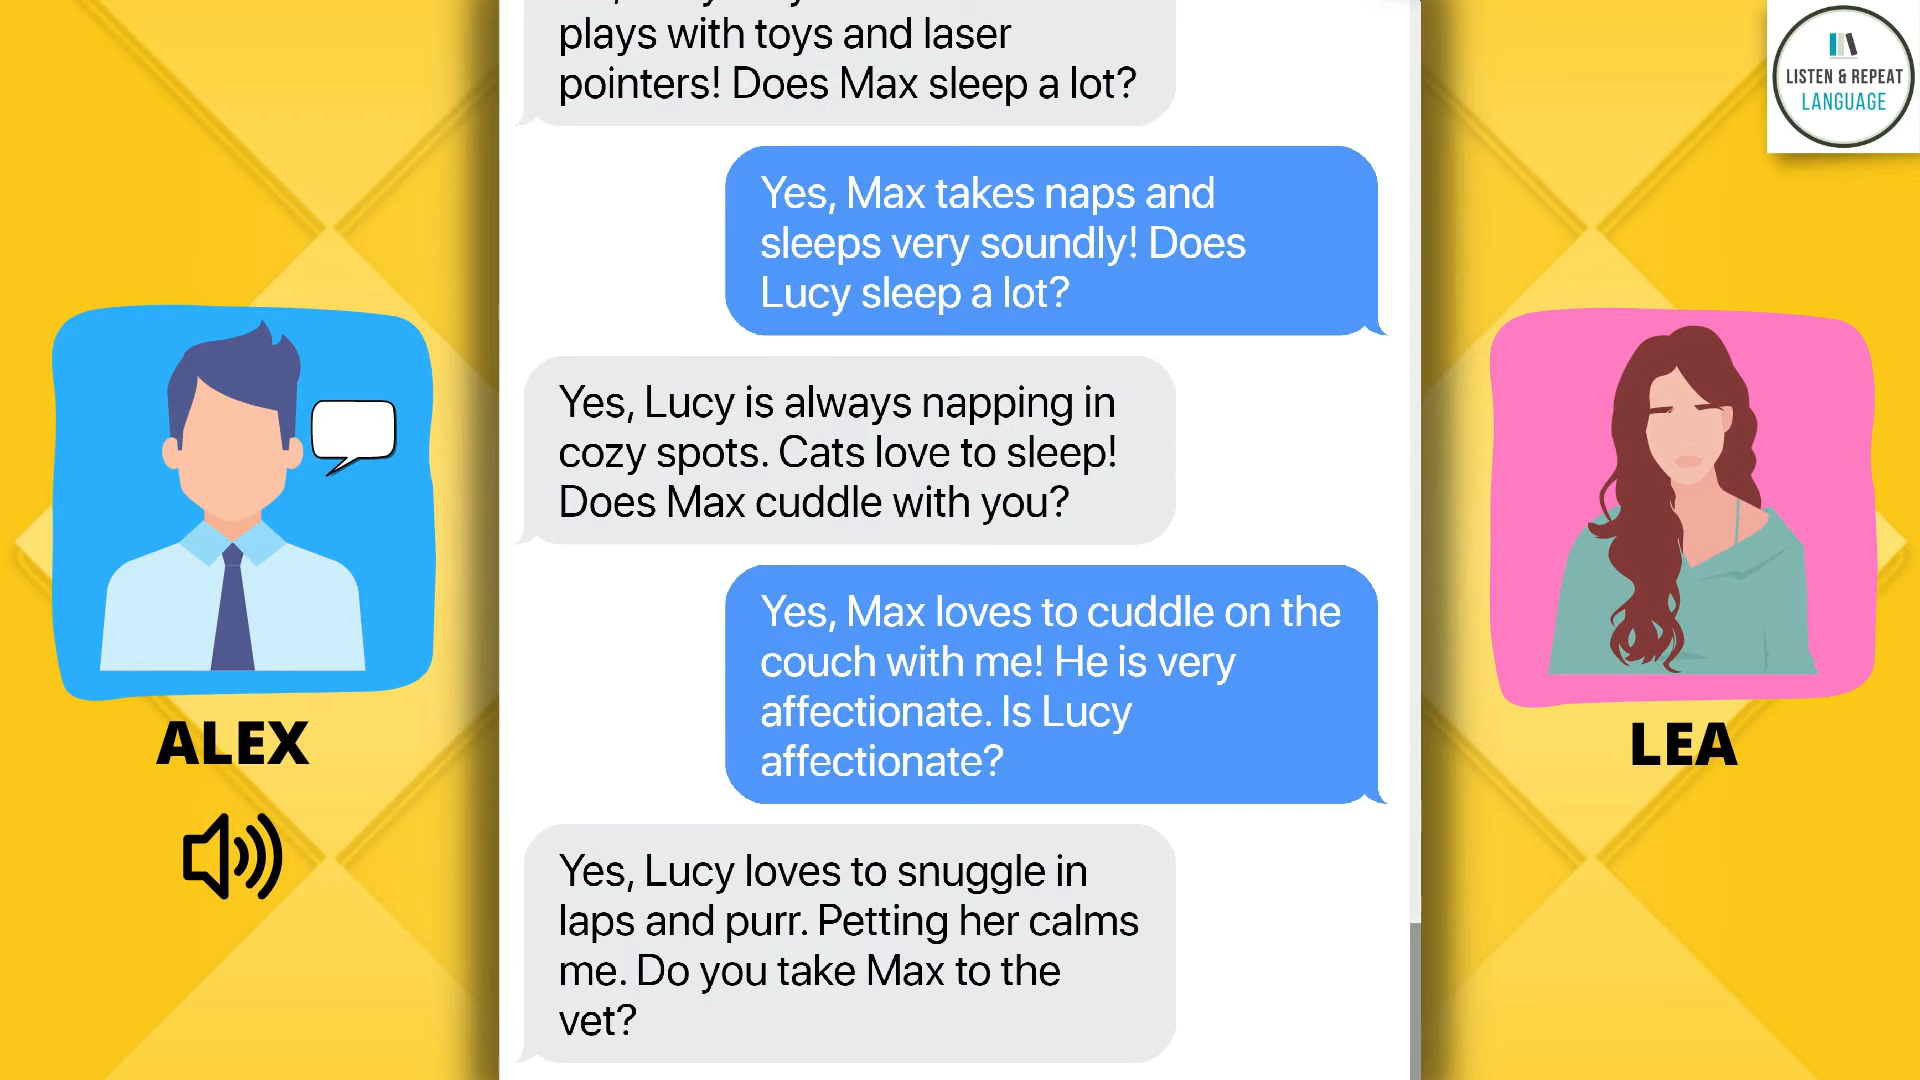 plays with toys and laser
pointers! Does Max sleep a lot?
Yes, Max takes naps and
sleeps very soundly! Does
Lucy sleep a lot?
Yes, Lucy is always napping in
cozy spots. Cats love to sleep!
Does Max cuddle with you?
Yes, Max loves to cuddle on the
couch with me! He is very
affectionate. Is Lucy
affectionate?
Yes, Lucy loves to snuggle in
laps and purr. Petting her calms
me. Do you take Max to the
vet?
ALEX
LEA
LISTEN & REPEAT
LANGUAGE